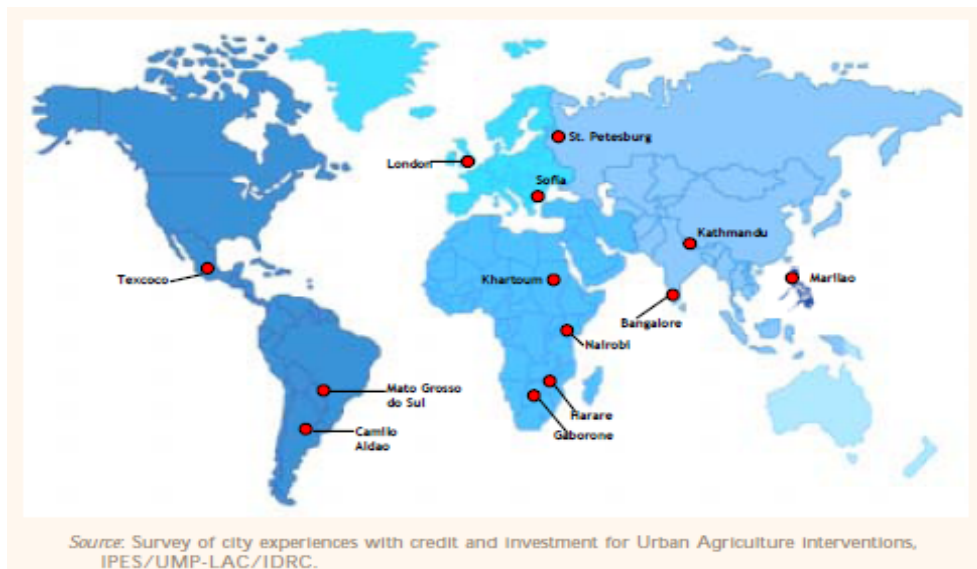 St. Petesburg
London
Sofia
Kathmandu
Texcoco
Khartoum
Marilao
Bangalore
Nairobi
Mato Grosso
do Sul
Harare
Gaborone
Camilo
Aldao
Source: Survey of city experiences with credit and investment for Urban Agriculture interventions,
IPES/UMP-LAC/IDRC.